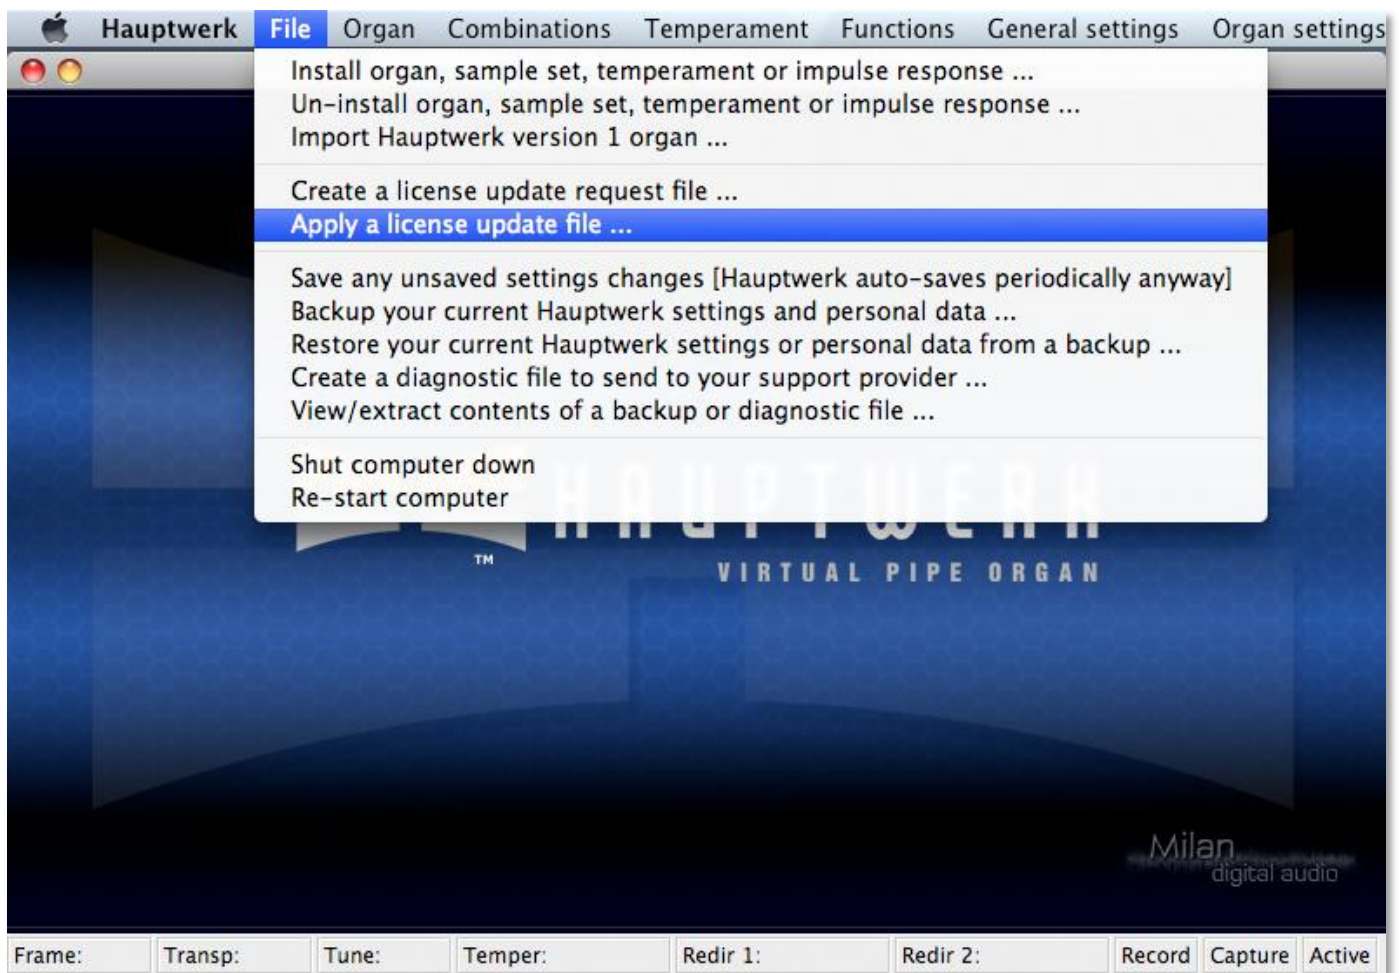 Hauptwerk File Organ Combinations Temperament Functions General settings Organ settings
Install organ, sample set, temperament or impulse response ...
Un-install organ, sample set, temperament or impulse response ...
Import Hauptwerk version 1 organ ...
Create a license update request file ...
Apply a license update file ...
Save any unsaved settings changes [Hauptwerk auto-saves periodically anyway]
Backup your current Hauptwerk settings and personal data ...
Restore your current Hauptwerk settings or personal data from a backup ...
Create a diagnostic file to send to your support provider ...
View/extract contents of a backup or diagnostic file ...
Shut computer down
Re-start computer
HAUPTWERK
TM
VIRTUAL PIPE ORGAN
Milan
digital audio
Frame: Transp: Tune: Temper: Redir 1: Redir 2: Record Capture Active